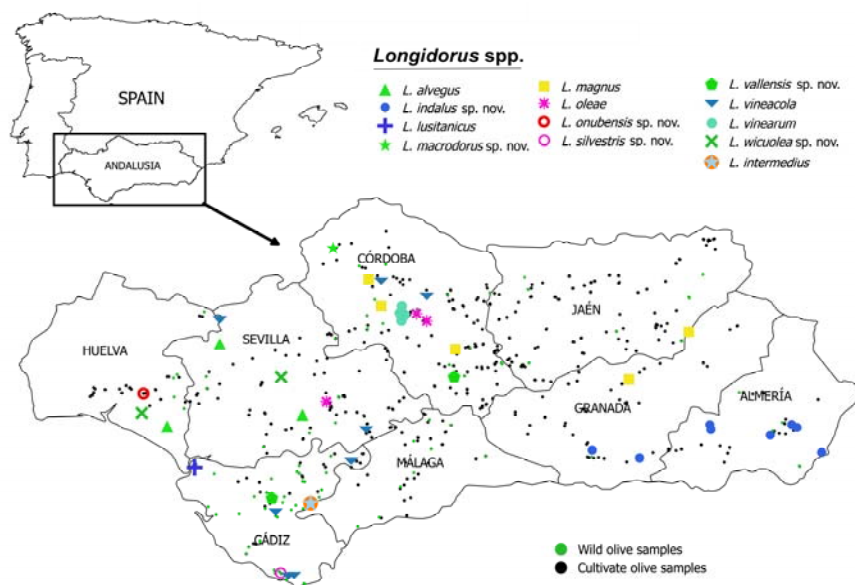 SPAIN
ANDALUSIA
Longidorus spp.
L. alvegus
L. indalus sp. nov.
L. lusitanicus
L. macrodorus sp. nov.
L. magnus
L. oleae
L. onubensis sp. nov.
L. silvestris sp. nov.
L. vallensis sp. nov.
L. vineacola
L. vinearum
L. wicuolea sp. nov.
L. intermedius
CÓRDOBA
JAÉN
HUELVA
SEVILLA
GRANADA
ALMERÍA
MÁLAGA
CÁDIZ
Wild olive samples
Cultivate olive samples